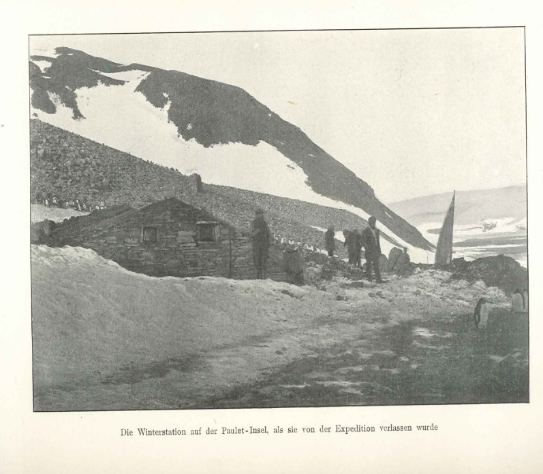 Die Winterstation auf der Paulet-Insel, als sie von der Expedition verlassen wurde